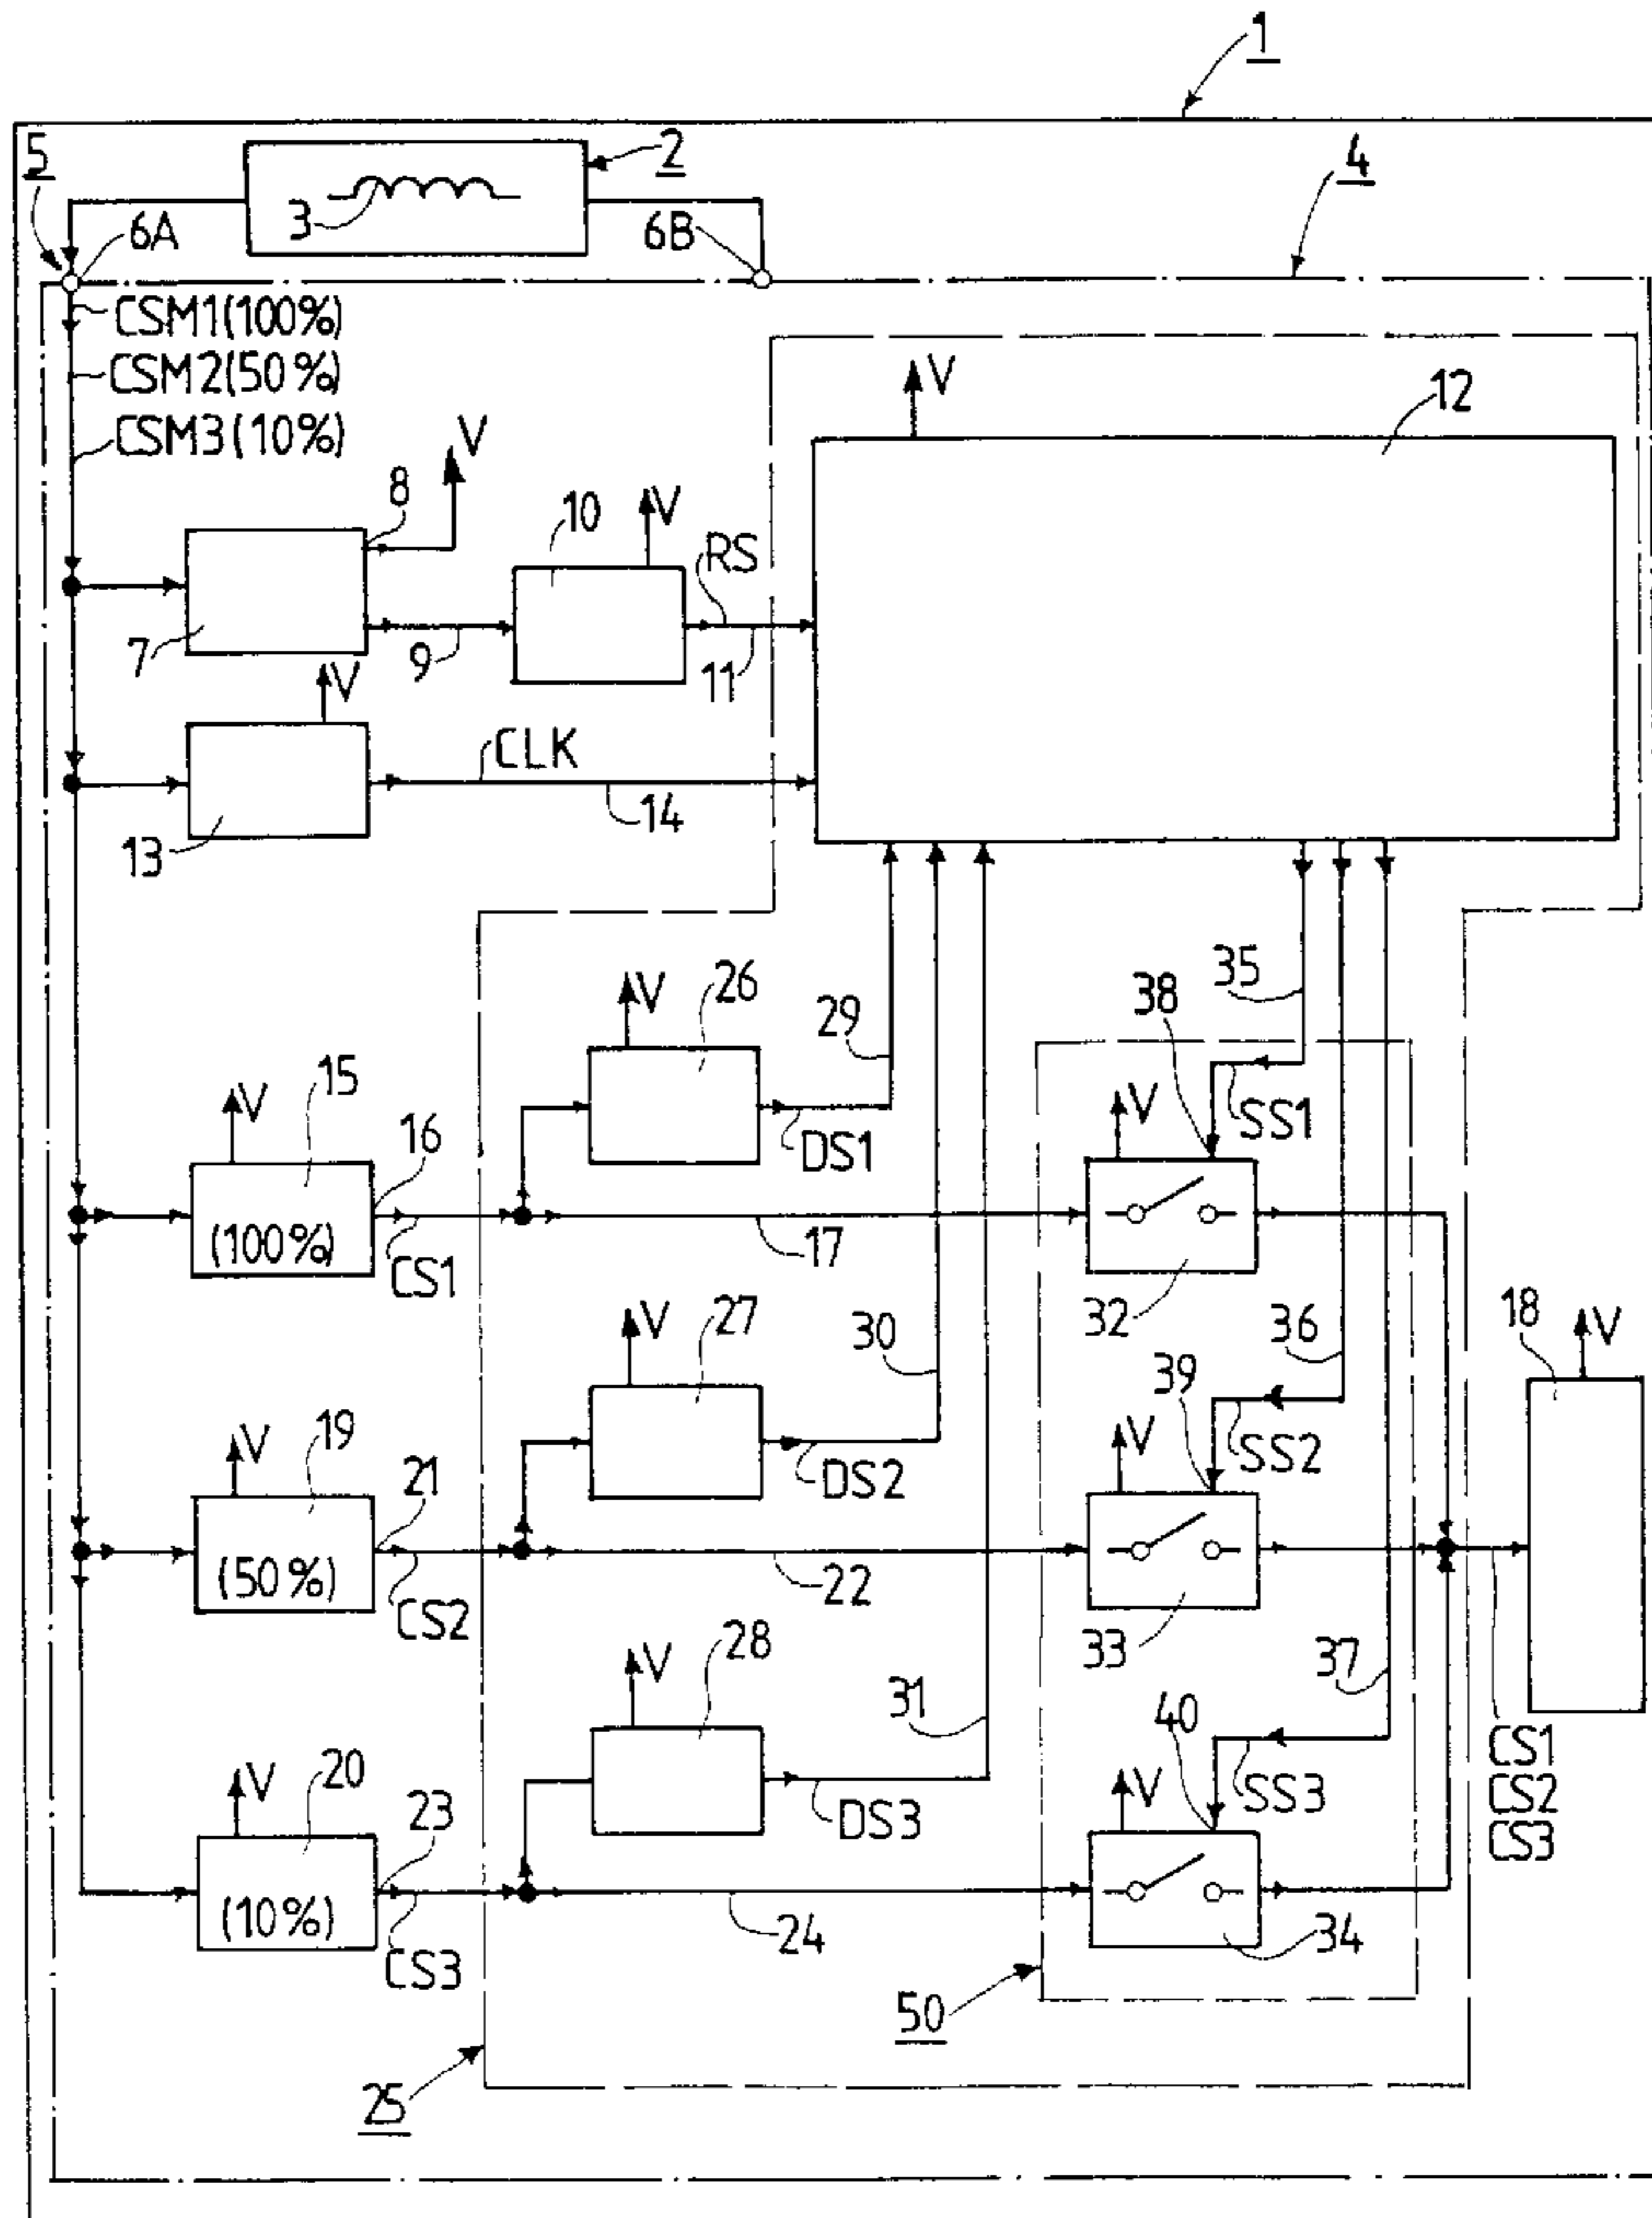 1
5
2
4
3
6A
6B
CSM1(100%)
CSM2(50%)
CSM3(10%)
V
12
V
8
10
V
RS
7
9
11
V
CLK
14
13
V
26
35
38
29
15
V
16
V
SS1
DS1
(100%)
CS1
17
32
18
V
V
27
30
36
39
19
V
21
V
SS2
DS2
(50%)
CS2
22
33
V
28
31
37
40
20
V
23
V
SS3
CS1
CS2
CS3
DS3
(10%)
CS3
24
34
50
25